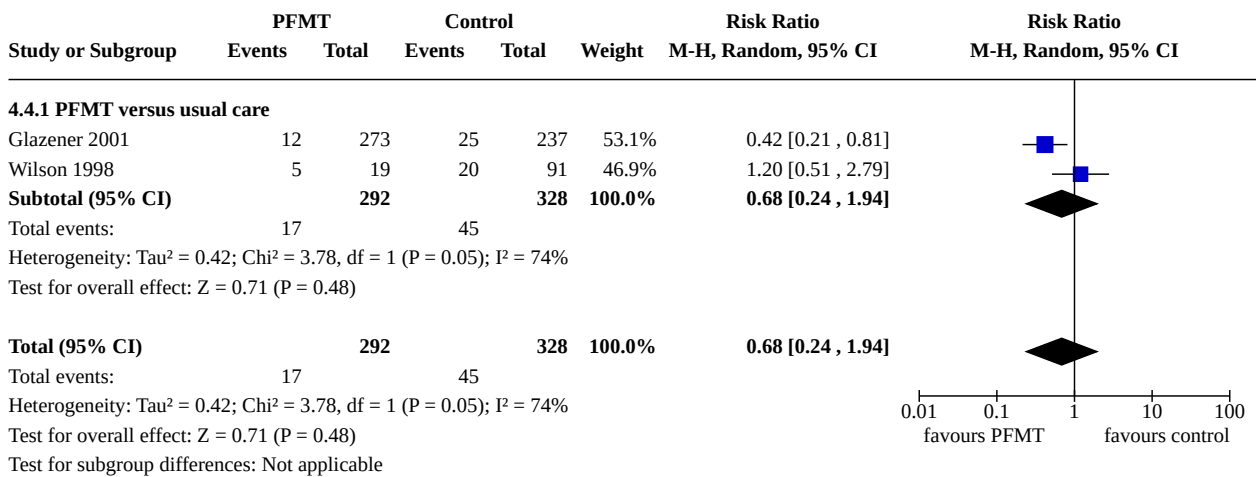 PFMT Control Risk Ratio Risk Ratio
Study or Subgroup Events Total Events Total Weight M-H, Random, 95% CI M-H, Random, 95% CI
4.4.1 PFMT versus usual care
Glazener 2001 12 273 25 237 53.1% 0.42 [0.21 , 0.81]
Wilson 1998 5 19 20 91 46.9% 1.20 [0.51 , 2.79]
Subtotal (95% CI) 292 328 100.0% 0.68 [0.24 , 1.94]
Total events: 17 45
Heterogeneity: Tau² = 0.42; Chi² = 3.78, df = 1 (P = 0.05); I² = 74%
Test for overall effect: Z = 0.71 (P = 0.48)
Total (95% CI) 292 328 100.0% 0.68 [0.24 , 1.94]
Total events: 17 45
Heterogeneity: Tau² = 0.42; Chi² = 3.78, df = 1 (P = 0.05); I² = 74%
0.01 0.1 1 10 100
Test for overall effect: Z = 0.71 (P = 0.48) favours PFMT favours control
Test for subgroup differences: Not applicable